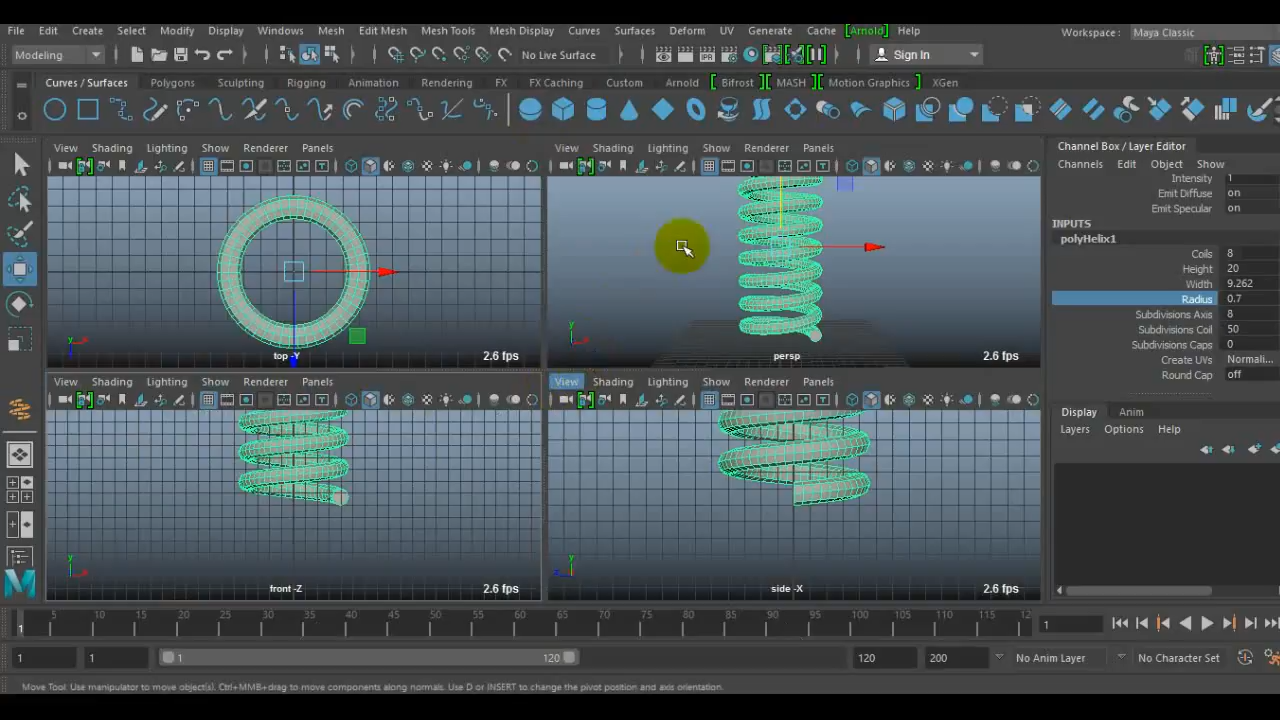 File Edit Create Select Modify Display Windows Mesh Edit Mesh Mesh Tools Mesh Display Curves Surfaces Deform UV Generate Cache [Arnold] Help Workspace: Maya Classic
Modeling No Live Surface Sign In
Curves / Surfaces Polygons Sculpting Rigging Animation Rendering FX FX Caching Custom Arnold [ Bifrost ] [ MASH ] [ Motion Graphics ] XGen
Channel Box / Layer Editor
View Shading Lighting Show Renderer Panels
View Shading Lighting Show Renderer Panels
Channels Edit Object Show
Intensity 1
Emit Diffuse on
Emit Specular on
INPUTS
polyHelix1
Coils 8
Height 20
Width 9.262
Radius 0.7
Subdivisions Axis 8
Subdivisions Coil 50
Subdivisions Caps 0
Create UVs Normali...
Round Cap off
y
top -Y 2.6 fps
y
persp 2.6 fps
View Shading Lighting Show Renderer Panels
View Shading Lighting Show Renderer Panels
Display Anim
Layers Options Help
y
front -Z 2.6 fps
y
z
side -X 2.6 fps
5 10 15 20 25 30 35 40 45 50 55 60 65 70 75 80 85 90 95 100 105 110 115 12
1 1
1 1 1 120 120 200 No Anim Layer No Character Set
Move Tool: Use manipulator to move object(s). Ctrl+MMB+drag to move components along normals. Use D or INSERT to change the pivot position and axis orientation.